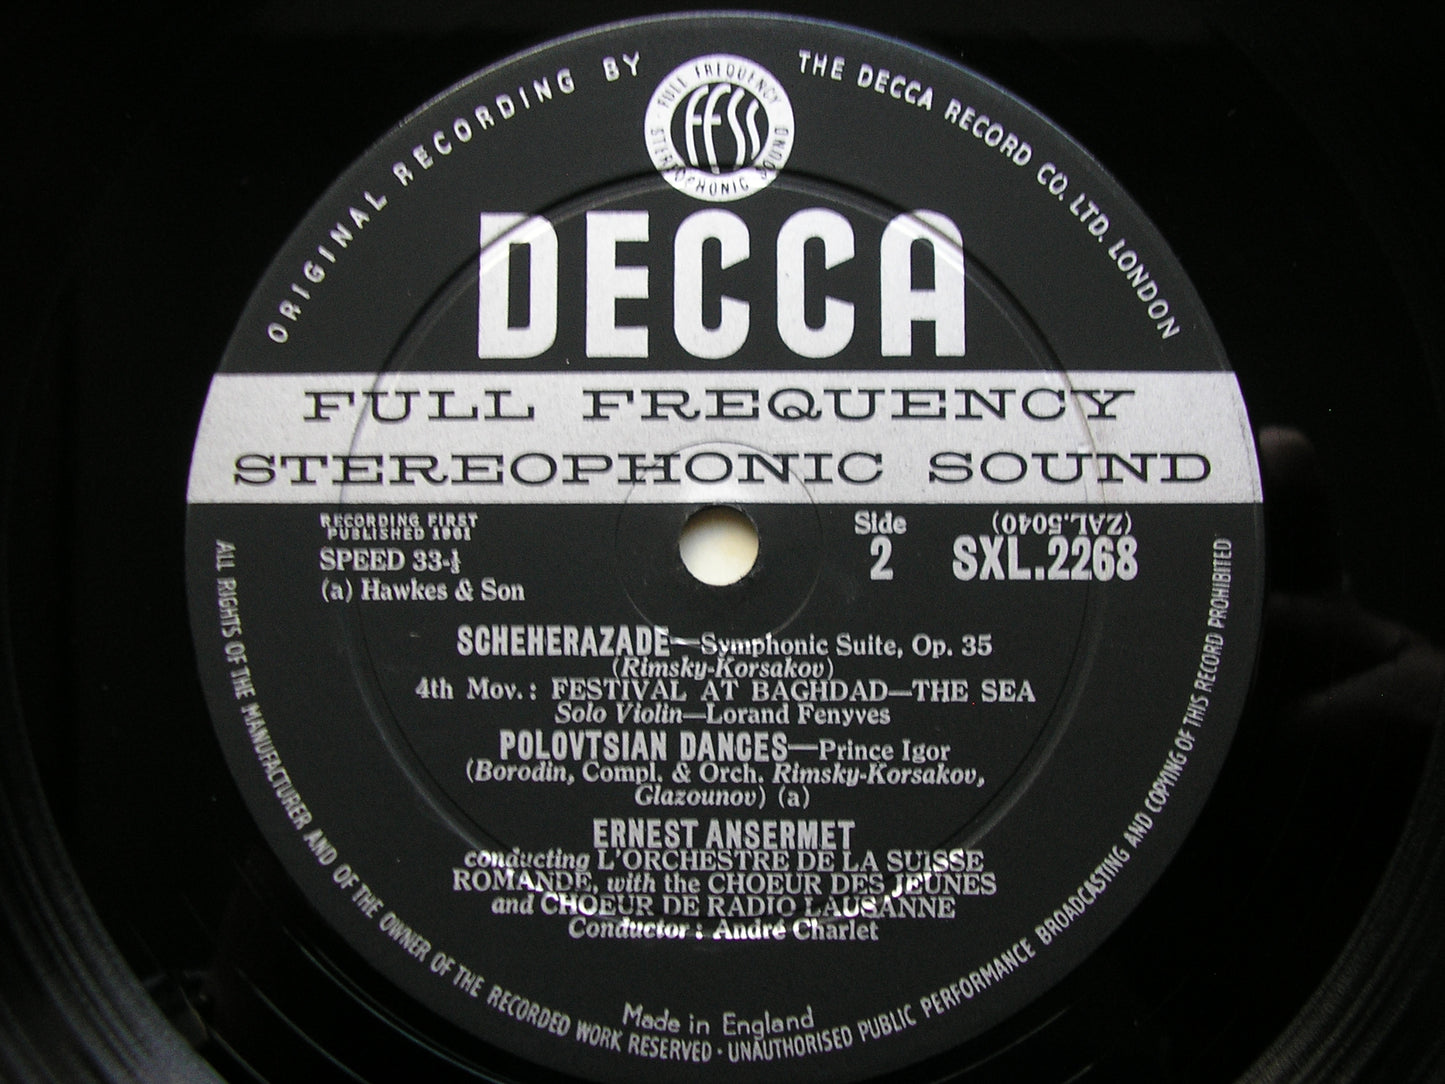 ORIGINAL RECORDING BY
THE DECCA RECORD CO. LTD. LONDON
FULL FREQUENCY
FFSS
STEREOPHONIC SOUND
DECCA
FULL FREQUENCY
STEREOPHONIC SOUND
RECORDING FIRST
PUBLISHED 1961
SPEED 33-⅓
(a) Hawkes & Son
Side
2
(ZAL.5040)
SXL.2268
SCHEHERAZADE—Symphonic Suite, Op. 35
(Rimsky-Korsakov)
4th Mov.: FESTIVAL AT BAGHDAD—THE SEA
Solo Violin—Lorand Fenyves
POLOVTSIAN DANCES—Prince Igor
(Borodin, Compl. & Orch. Rimsky-Korsakov,
Glazounov) (a)
ERNEST ANSERMET
conducting L'ORCHESTRE DE LA SUISSE
ROMANDE, with the CHOEUR DES JEUNES
and CHOEUR DE RADIO LAUSANNE
Conductor: André Charlet
Made in England
ALL RIGHTS OF THE MANUFACTURER AND OF THE OWNER OF THE RECORDED WORK RESERVED · UNAUTHORISED PUBLIC PERFORMANCE BROADCASTING AND COPYING OF THIS RECORD PROHIBITED